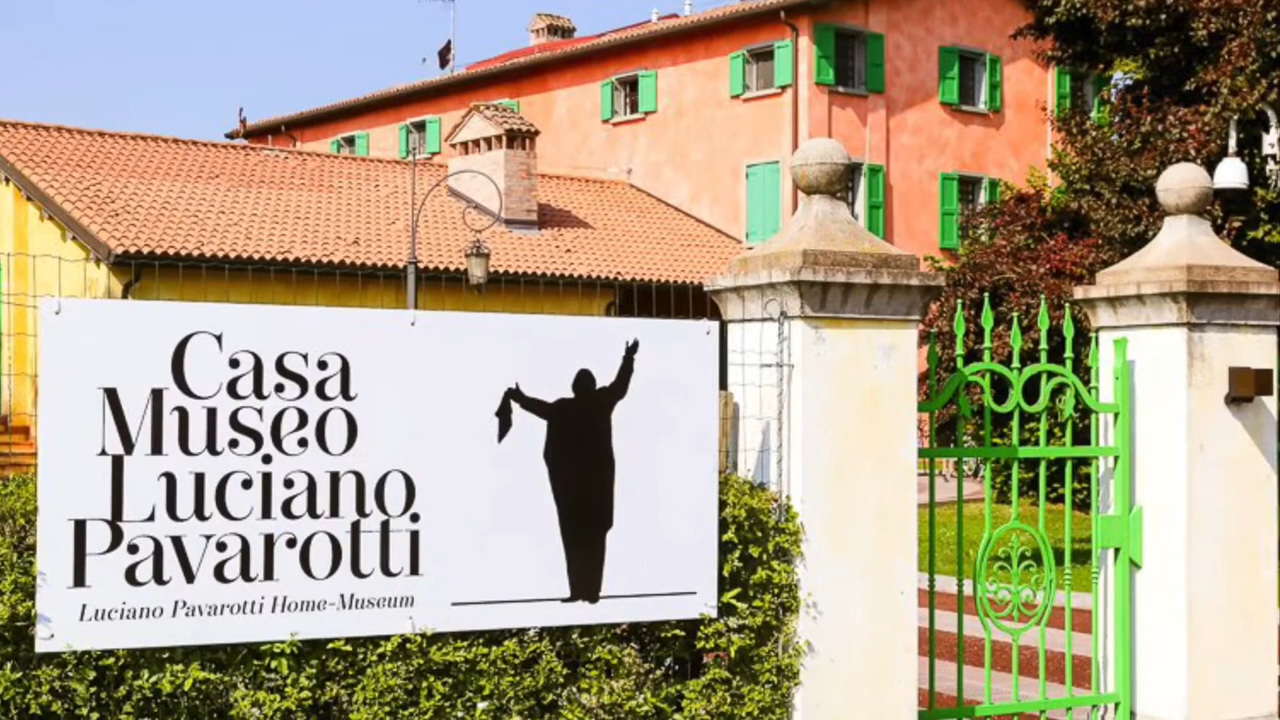 Casa
Museo
Luciano
Pavarotti
Luciano Pavarotti Home-Museum